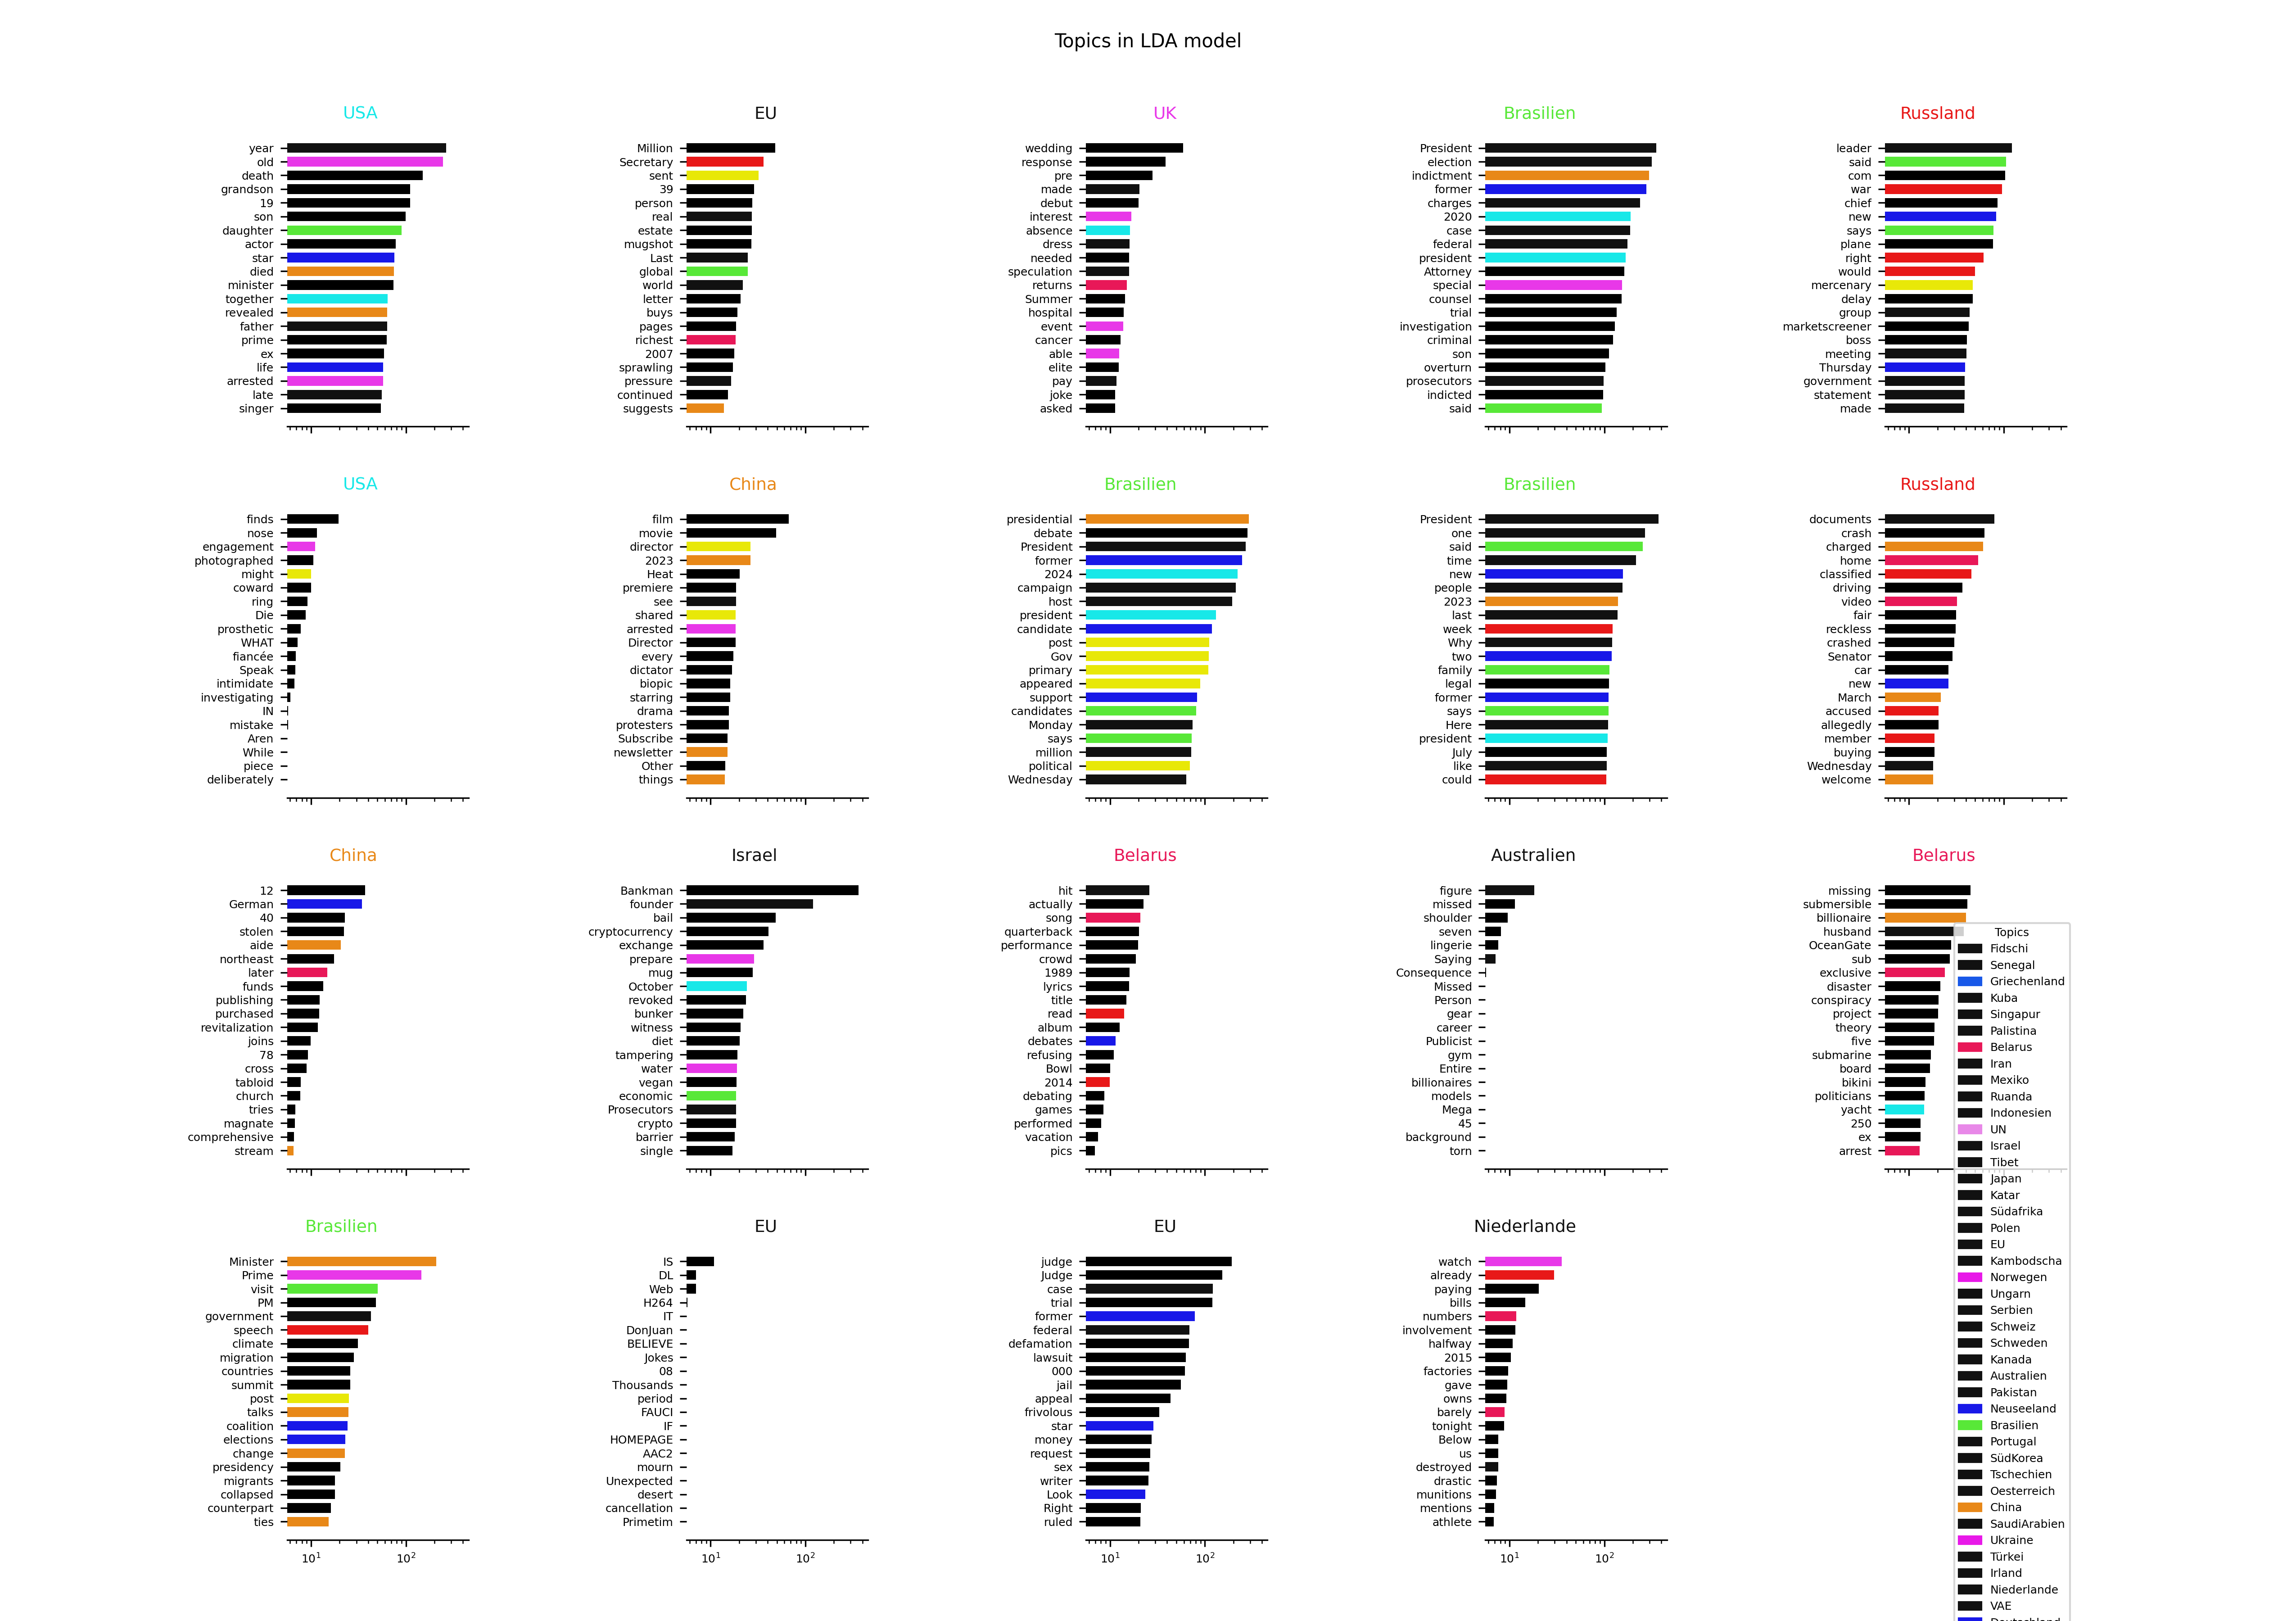 Topics in LDA model
USA
year
old
death
grandson
19
son
daughter
actor
star
died
minister
together
revealed
father
prime
ex
life
arrested
late
singer
EU
Million
Secretary
sent
39
person
real
estate
mugshot
Last
global
world
letter
buys
pages
richest
2007
sprawling
pressure
continued
suggests
UK
wedding
response
pre
made
debut
interest
absence
dress
needed
speculation
returns
Summer
hospital
event
cancer
able
elite
pay
joke
asked
Brasilien
President
election
indictment
former
charges
2020
case
federal
president
Attorney
special
counsel
trial
investigation
criminal
son
overturn
prosecutors
indicted
said
Russland
leader
said
com
war
chief
new
says
plane
right
would
mercenary
delay
group
marketscreener
boss
meeting
Thursday
government
statement
made
USA
finds
nose
engagement
photographed
might
coward
ring
Die
prosthetic
WHAT
fiancée
Speak
intimidate
investigating
IN
mistake
Aren
While
piece
deliberately
China
film
movie
director
2023
Heat
premiere
see
shared
arrested
Director
every
dictator
biopic
starring
drama
protesters
Subscribe
newsletter
Other
things
Brasilien
presidential
debate
President
former
2024
campaign
host
president
candidate
post
Gov
primary
appeared
support
candidates
Monday
says
million
political
Wednesday
Brasilien
President
one
said
time
new
people
2023
last
week
Why
two
family
legal
former
says
Here
president
July
like
could
Russland
documents
crash
charged
home
classified
driving
video
fair
reckless
crashed
Senator
car
new
March
accused
allegedly
member
buying
Wednesday
welcome
China
12
German
40
stolen
aide
northeast
later
funds
publishing
purchased
revitalization
joins
78
cross
tabloid
church
tries
magnate
comprehensive
stream
Israel
Bankman
founder
bail
cryptocurrency
exchange
prepare
mug
October
revoked
bunker
witness
diet
tampering
water
vegan
economic
Prosecutors
crypto
barrier
single
Belarus
hit
actually
song
quarterback
performance
crowd
1989
lyrics
title
read
album
debates
refusing
Bowl
2014
debating
games
performed
vacation
pics
Australien
figure
missed
shoulder
seven
lingerie
Saying
Consequence
Missed
Person
gear
career
Publicist
gym
Entire
billionaires
models
Mega
45
background
torn
Belarus
missing
submersible
billionaire
husband
OceanGate
sub
exclusive
disaster
conspiracy
project
theory
five
submarine
board
bikini
politicians
yacht
250
ex
arrest
Brasilien
Minister
Prime
visit
PM
government
speech
climate
migration
countries
summit
post
talks
coalition
elections
change
presidency
migrants
collapsed
counterpart
ties
10¹ 10²
EU
IS
DL
Web
H264
IT
DonJuan
BELIEVE
Jokes
08
Thousands
period
FAUCI
IF
HOMEPAGE
AAC2
mourn
Unexpected
desert
cancellation
Primetim
10¹ 10²
EU
judge
Judge
case
trial
former
federal
defamation
lawsuit
000
jail
appeal
frivolous
star
money
request
sex
writer
Look
Right
ruled
10¹ 10²
Niederlande
watch
already
paying
bills
numbers
involvement
halfway
2015
factories
gave
owns
barely
tonight
Below
us
destroyed
drastic
munitions
mentions
athlete
10¹ 10²
Topics
Fidschi
Senegal
Griechenland
Kuba
Singapur
Palistina
Belarus
Iran
Mexiko
Ruanda
Indonesien
UN
Israel
Tibet
Japan
Katar
Südafrika
Polen
EU
Kambodscha
Norwegen
Ungarn
Serbien
Schweiz
Schweden
Kanada
Australien
Pakistan
Neuseeland
Brasilien
Portugal
SüdKorea
Tschechien
Oesterreich
China
SaudiArabien
Ukraine
Türkei
Irland
Niederlande
VAE